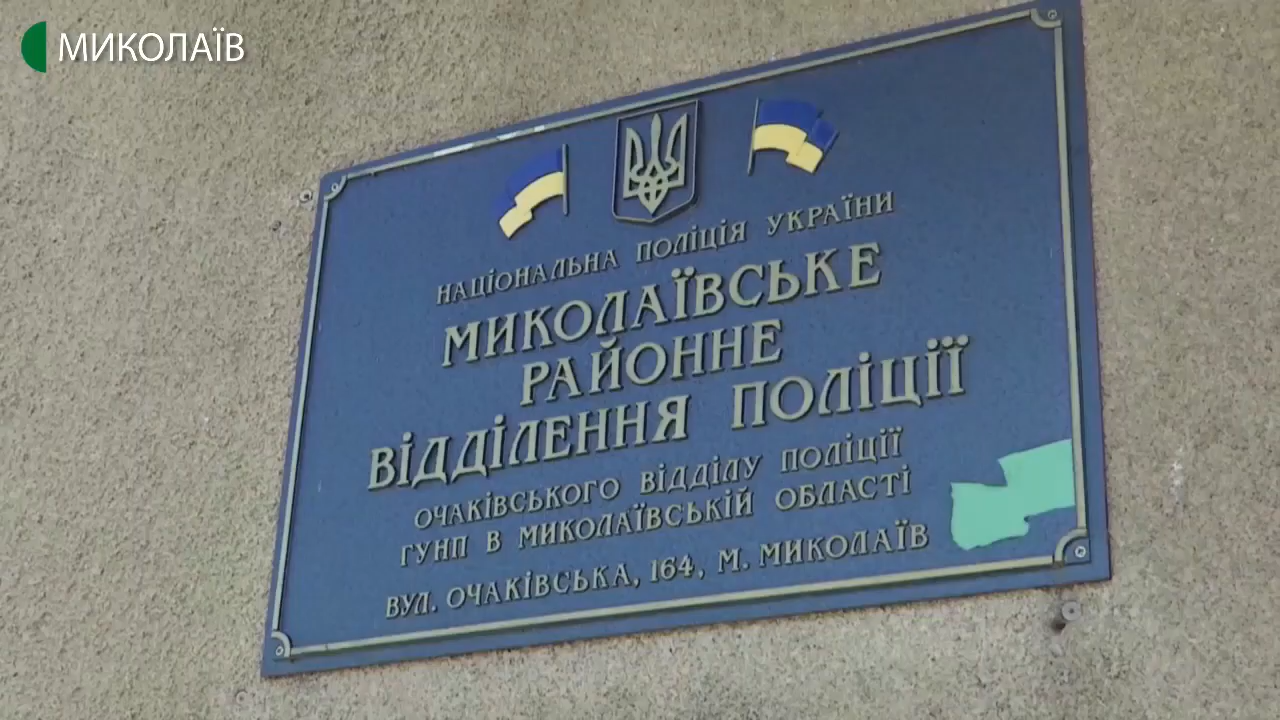 МИКОЛАЇВ
НАЦІОНАЛЬНА ПОЛІЦІЯ УКРАЇНИ
МИКОЛАЇВСЬКЕ
РАЙОННЕ
ВІДДІЛЕННЯ ПОЛІЦІЇ
ОЧАКІВСЬКОГО ВІДДІЛУ ПОЛІЦІЇ
ГУНП В МИКОЛАЇВСЬКІЙ ОБЛАСТІ
ВУЛ. ОЧАКІВСЬКА, 164, М. МИКОЛАЇВ